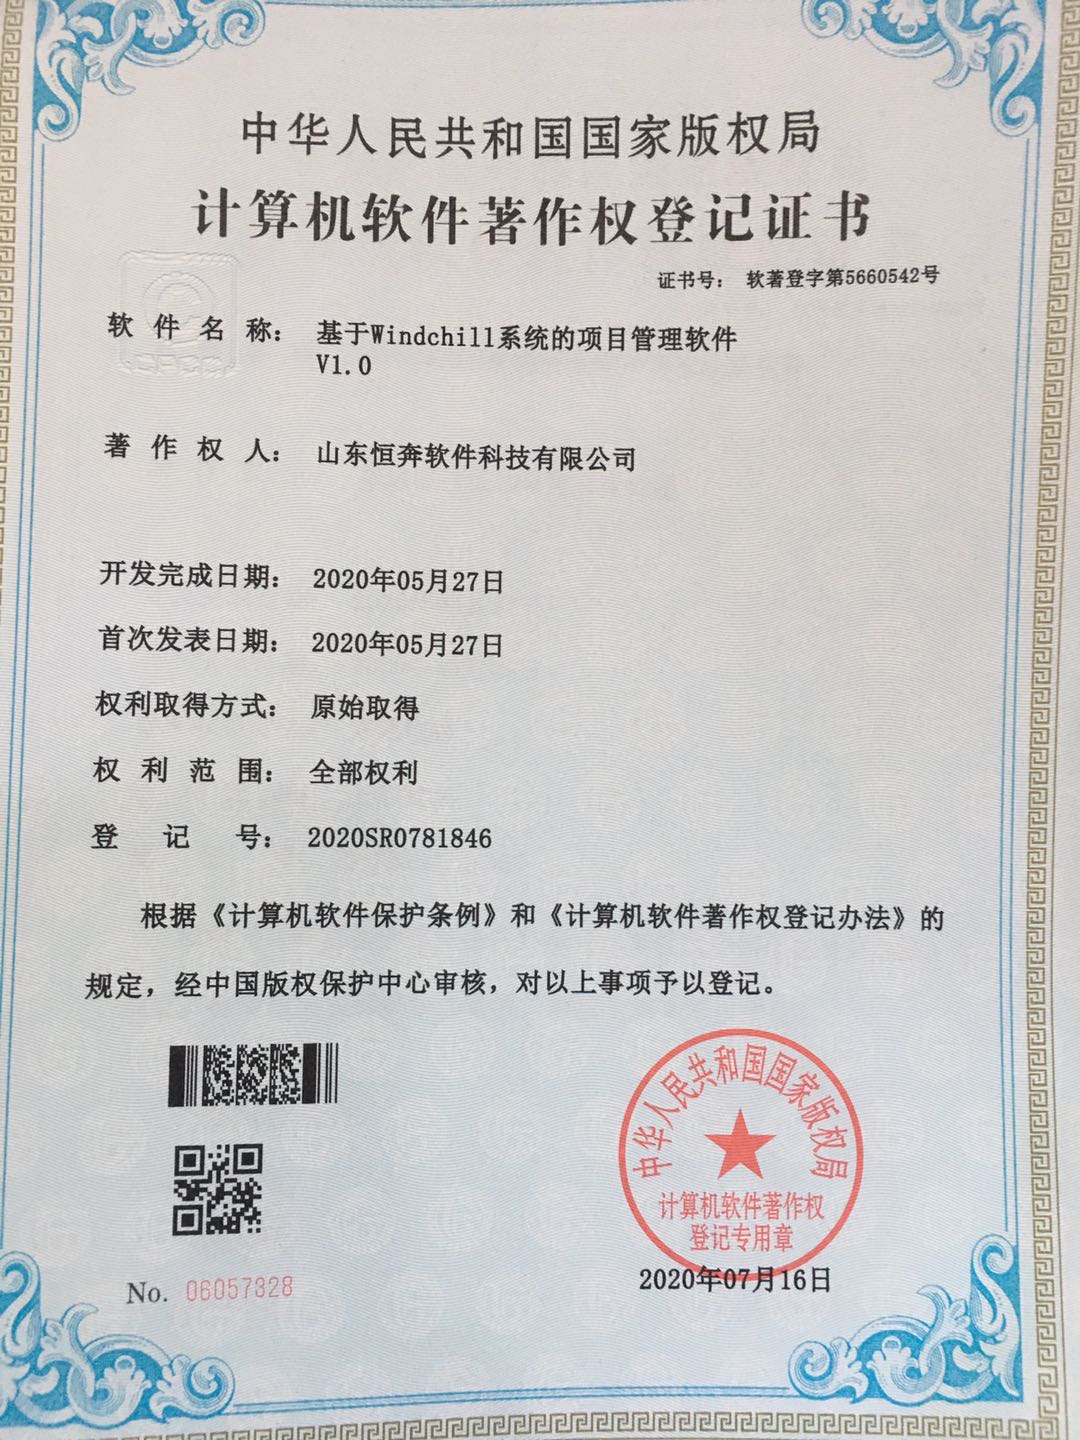 中华人民共和国国家版权局
计算机软件著作权登记证书
证书号： 软著登字第5660542号
软件名称： 基于Windchill系统的项目管理软件
V1.0
著作权人： 山东恒奔软件科技有限公司
开发完成日期： 2020年05月27日
首次发表日期： 2020年05月27日
权利取得方式： 原始取得
权利范围： 全部权利
登记号： 2020SR0781846
根据《计算机软件保护条例》和《计算机软件著作权登记办法》的
规定，经中国版权保护中心审核，对以上事项予以登记。
中华人民共和国国家版权局
计算机软件著作权
登记专用章
No. 06057328
2020年07月16日